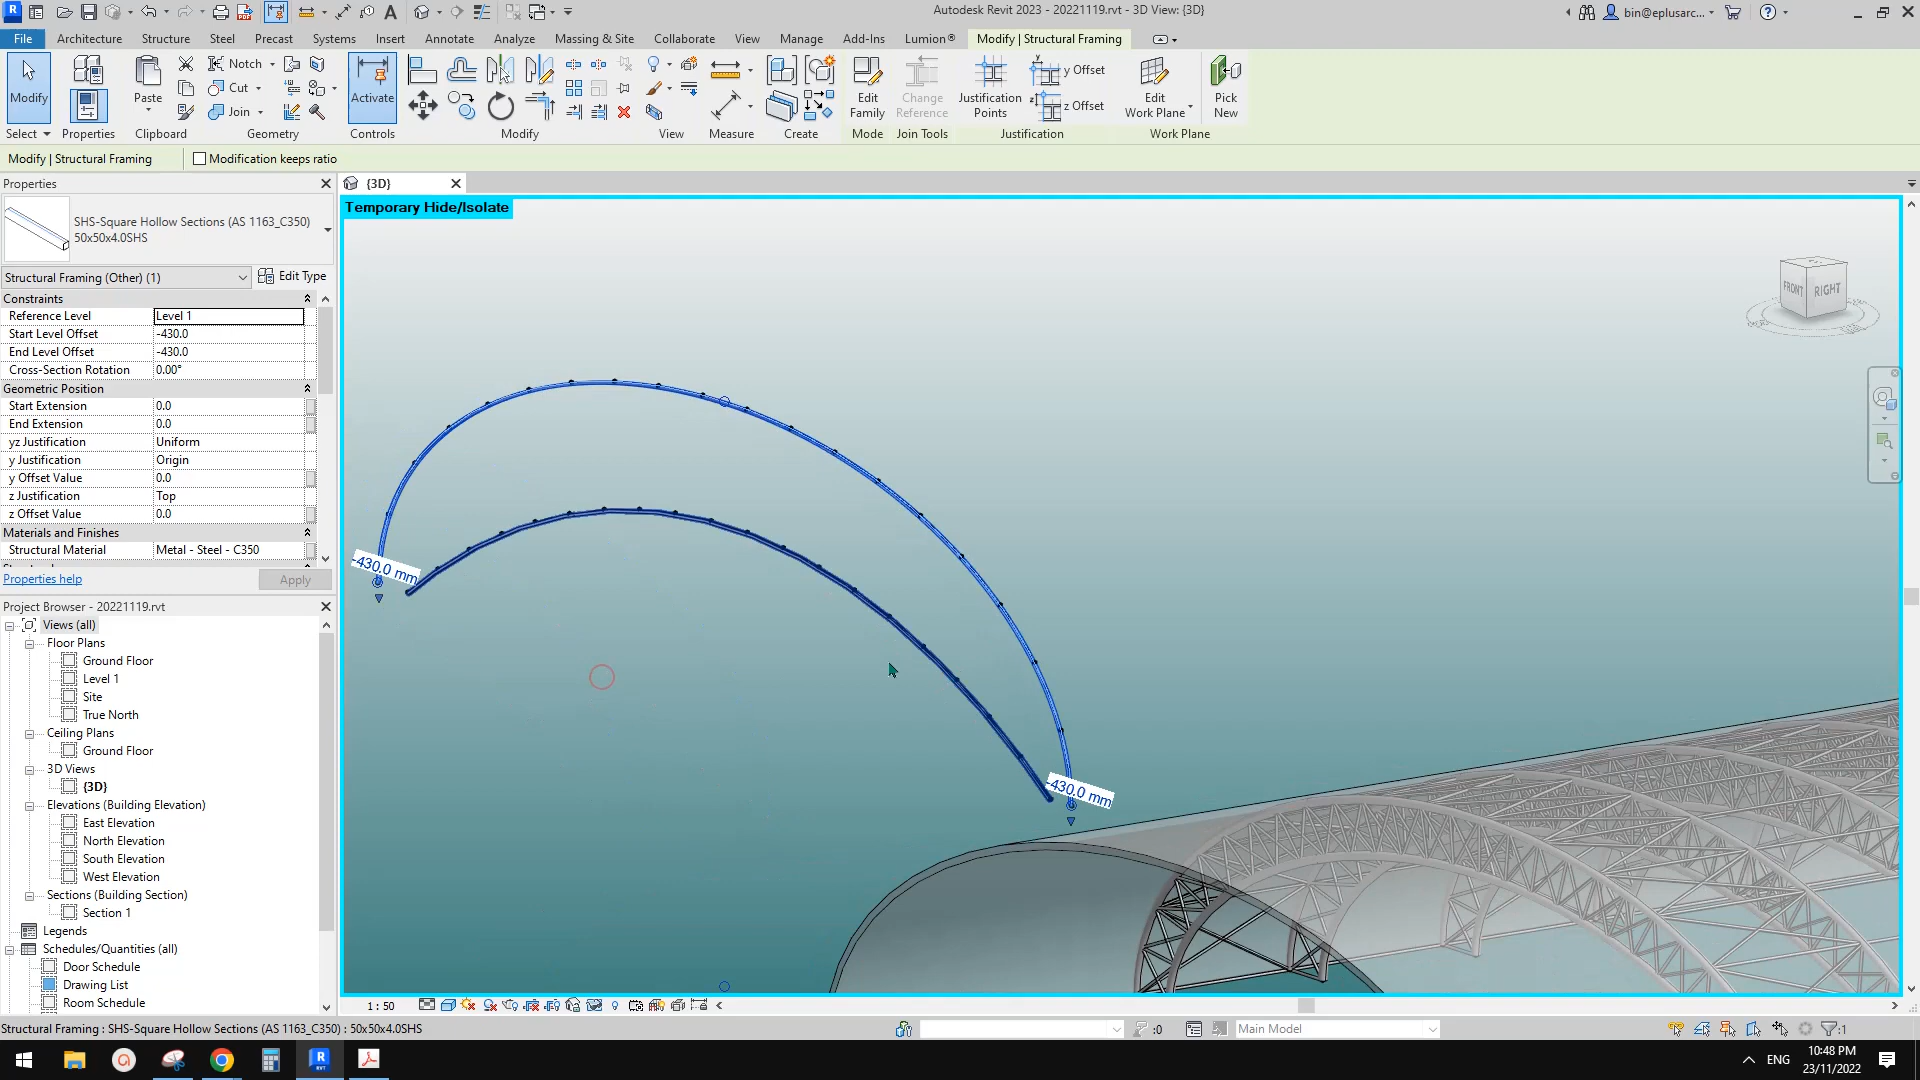 Autodesk Revit 2023 - 20221119.rvt - 3D View: {3D}
bin@eplusarc...
File Architecture Structure Steel Precast Systems Insert Annotate Analyze Massing & Site Collaborate View Manage Add-Ins Lumion® Modify | Structural Framing
Modify
Paste
Notch
Cut
Join
Activate
Edit Family
Change Reference
Justification Points
y Offset
z Offset
Edit Work Plane
Pick New
Select Properties Clipboard Geometry Controls Modify View Measure Create Mode Join Tools Justification Work Plane
Modify | Structural Framing Modification keeps ratio
Properties
{3D}
Temporary Hide/Isolate
SHS-Square Hollow Sections (AS 1163_C350)
50x50x4.0SHS
Structural Framing (Other) (1) Edit Type
Constraints
Reference Level Level 1
Start Level Offset -430.0
End Level Offset -430.0
Cross-Section Rotation 0.00°
Geometric Position
Start Extension 0.0
End Extension 0.0
yz Justification Uniform
y Justification Origin
y Offset Value 0.0
z Justification Top
z Offset Value 0.0
Materials and Finishes
Structural Material Metal - Steel - C350
Properties help Apply
Project Browser - 20221119.rvt
Views (all)
Floor Plans
Ground Floor
Level 1
Site
True North
Ceiling Plans
Ground Floor
3D Views
{3D}
Elevations (Building Elevation)
East Elevation
North Elevation
South Elevation
West Elevation
Sections (Building Section)
Section 1
Legends
Schedules/Quantities (all)
Door Schedule
Drawing List
Room Schedule
FRONT RIGHT
-430.0 mm
-430.0 mm
1 : 50
Structural Framing : SHS-Square Hollow Sections (AS 1163_C350) : 50x50x4.0SHS
:0
Main Model
:1
ENG
10:48 PM
23/11/2022